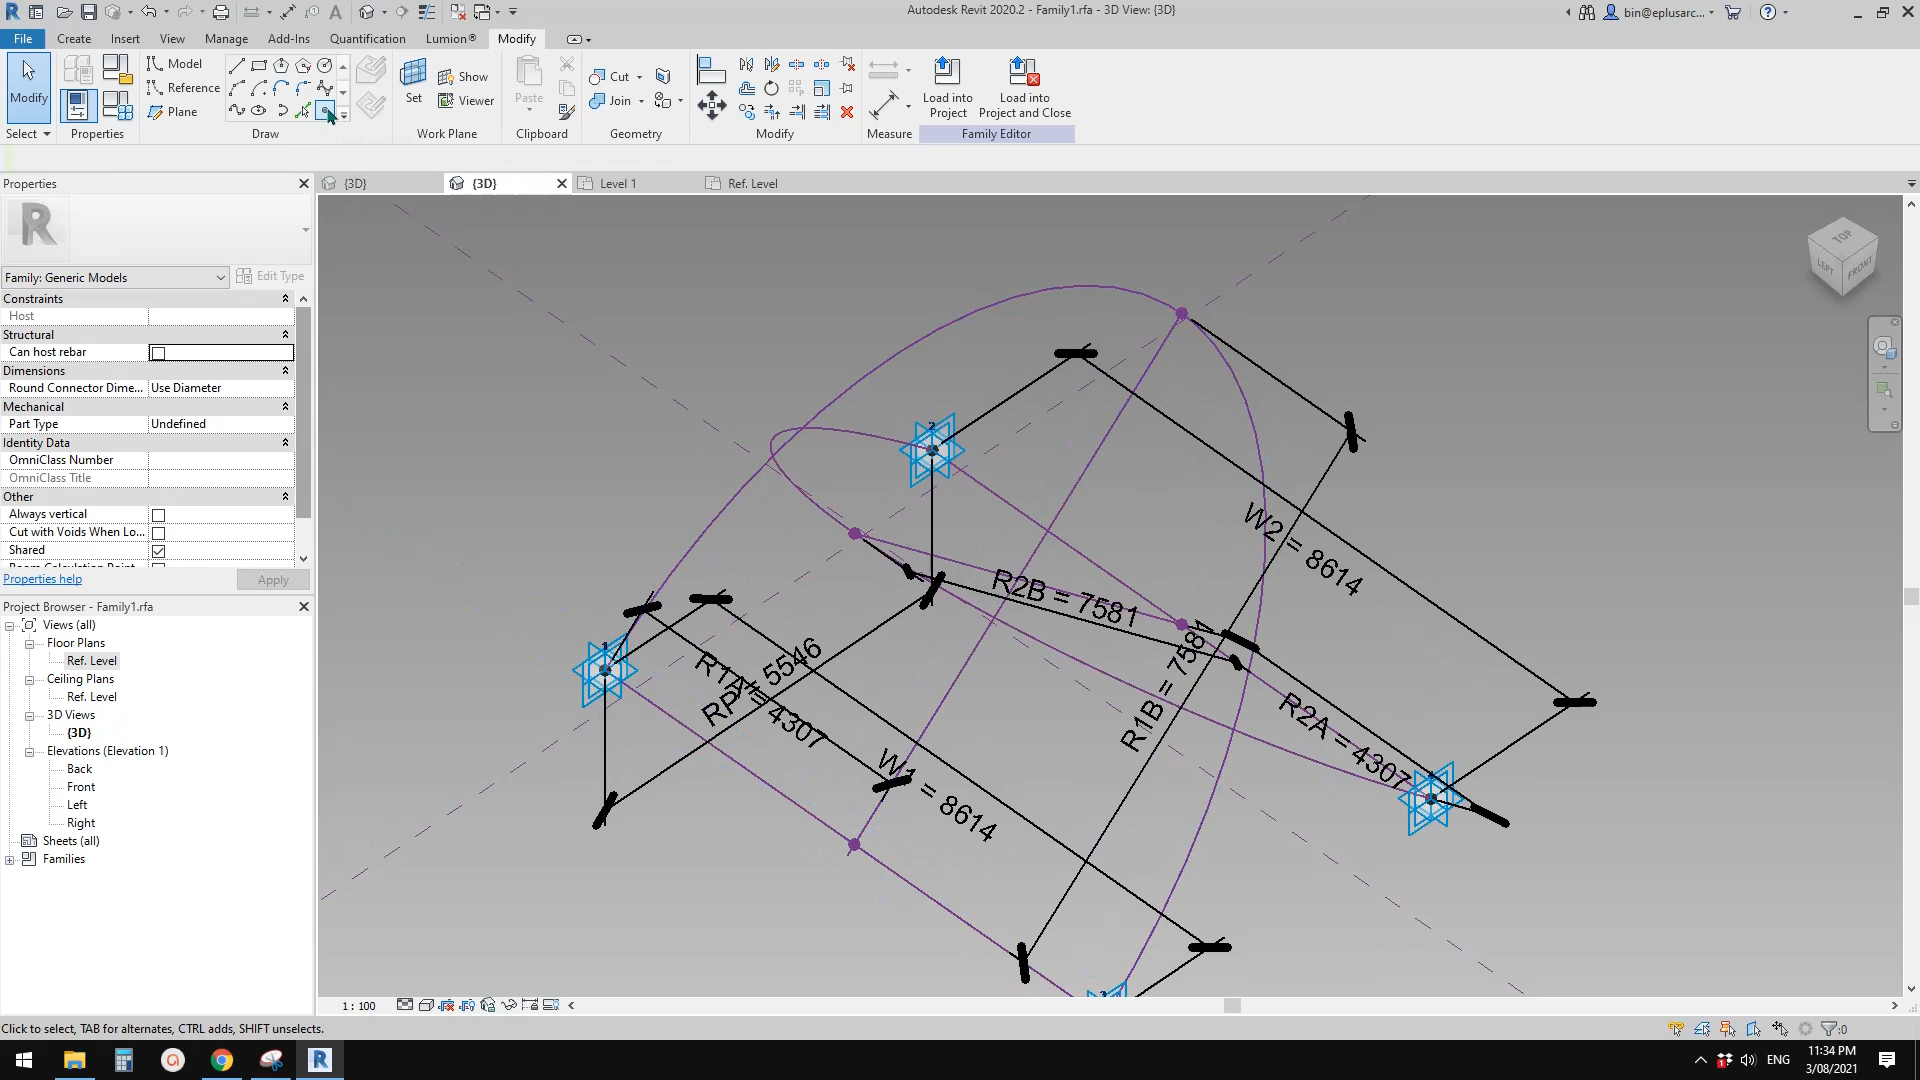 Autodesk Revit 2020.2 - Family1.rfa - 3D View: {3D}
bin@eplusarc...
File
Create
Insert
View
Manage
Add-Ins
Quantification
Lumion®
Modify
Modify
Model
Reference
Plane
Set
Show
Viewer
Paste
Cut
Join
Load into
Project
Load into
Project and Close
Select
Properties
Draw
Work Plane
Clipboard
Geometry
Modify
Measure
Family Editor
Properties
{3D}
{3D}
Level 1
Ref. Level
Family: Generic Models
Edit Type
Constraints
Host
Structural
Can host rebar
Dimensions
Round Connector Dime...
Use Diameter
Mechanical
Part Type
Undefined
Identity Data
OmniClass Number
OmniClass Title
Other
Always vertical
Cut with Voids When Lo...
Shared
Properties help
Apply
Project Browser - Family1.rfa
Views (all)
Floor Plans
Ref. Level
Ceiling Plans
Ref. Level
3D Views
{3D}
Elevations (Elevation 1)
Back
Front
Left
Right
Sheets (all)
Families
TOP
LEFT
FRONT
2
1
W2 = 8614
R2B = 7581
R1A = 4307
RP = 5546
R1B = 7581
R2A = 4307
W1 = 8614
1 : 100
Click to select, TAB for alternates, CTRL adds, SHIFT unselects.
:0
ENG
11:34 PM
3/08/2021